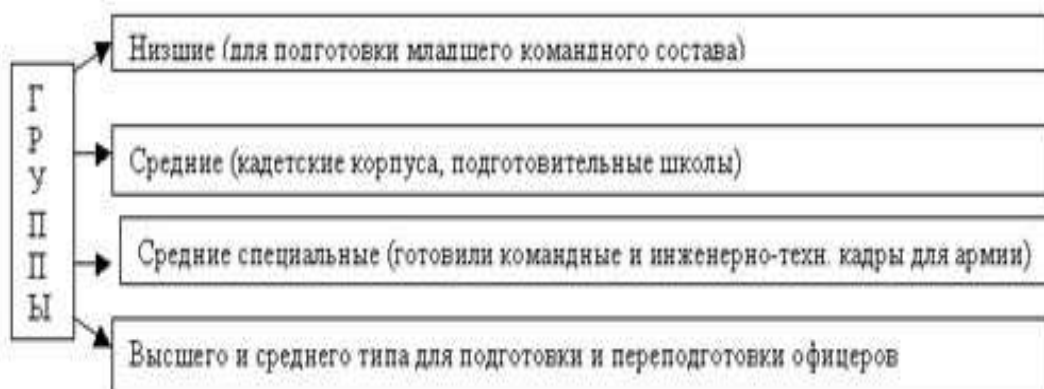 Низшие (для подготовки младшего командного состава)
ГРУППЫ
Средние (кадетские корпуса, подготовительные школы)
Средние специальные (готовили командные и инженерно-техн. кадры для армии)
Высшего и среднего типа для подготовки и переподготовки офицеров